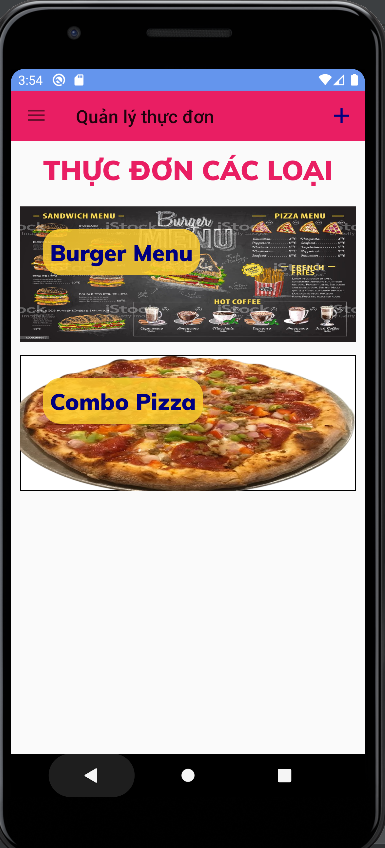 3:54
Quản lý thực đơn
THỰC ĐƠN CÁC LOẠI
SANDWICH MENU
Burger
MENU
PIZZA MENU
Burger Menu
FRENCH
FRIES
HOT COFFEE
Combo Pizza